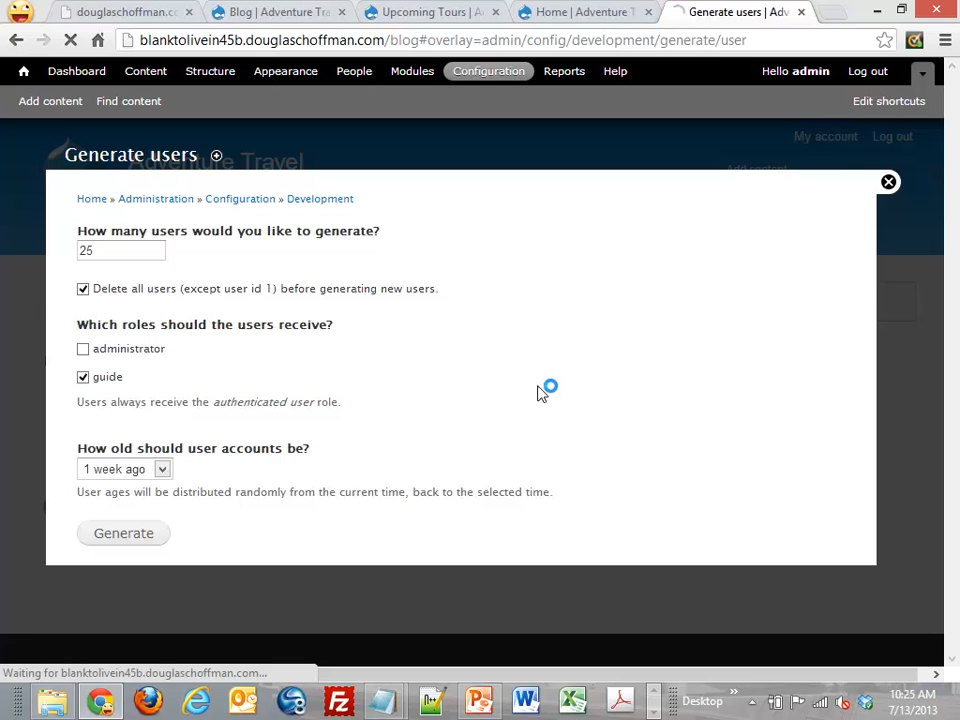 douglaschoffman.cc
Blog | Adventure Tra
Upcoming Tours | Ac
Home | Adventure T
Generate users | Adv
blanktolivein45b.douglaschoffman.com/blog#overlay=admin/config/development/generate/user
Dashboard Content Structure Appearance People Modules Configuration Reports Help Hello admin Log out
Add content Find content Edit shortcuts
My account Log out
Adventure Travel
Add content
Generate users
Home » Administration » Configuration » Development
How many users would you like to generate?
25
Delete all users (except user id 1) before generating new users.
Which roles should the users receive?
administrator
guide
Users always receive the authenticated user role.
How old should user accounts be?
1 week ago
User ages will be distributed randomly from the current time, back to the selected time.
Generate
Waiting for blanktolivein45b.douglaschoffman.com...
Desktop
10:25 AM
7/13/2013